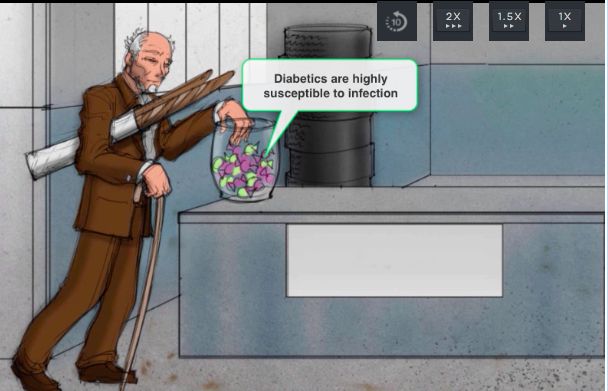 10
2X
1.5X
1X
Diabetics are highly
susceptible to infection